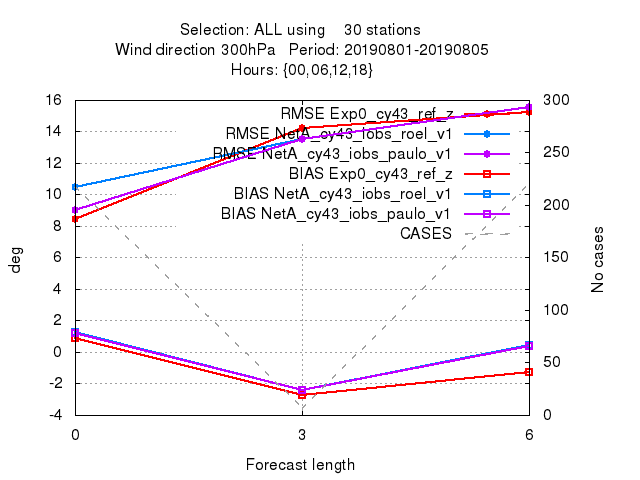 Selection: ALL using    30 stations
Wind direction 300hPa   Period: 20190801-20190805
Hours: {00,06,12,18}
RMSE Exp0_cy43_ref_z
RMSE NetA_cy43_iobs_roel_v1
RMSE NetA_cy43_iobs_paulo_v1
BIAS Exp0_cy43_ref_z
BIAS NetA_cy43_iobs_roel_v1
BIAS NetA_cy43_iobs_paulo_v1
CASES
16
14
12
10
8
6
4
2
0
-2
-4
deg
300
250
200
150
100
50
0
No cases
0 3 6
Forecast length